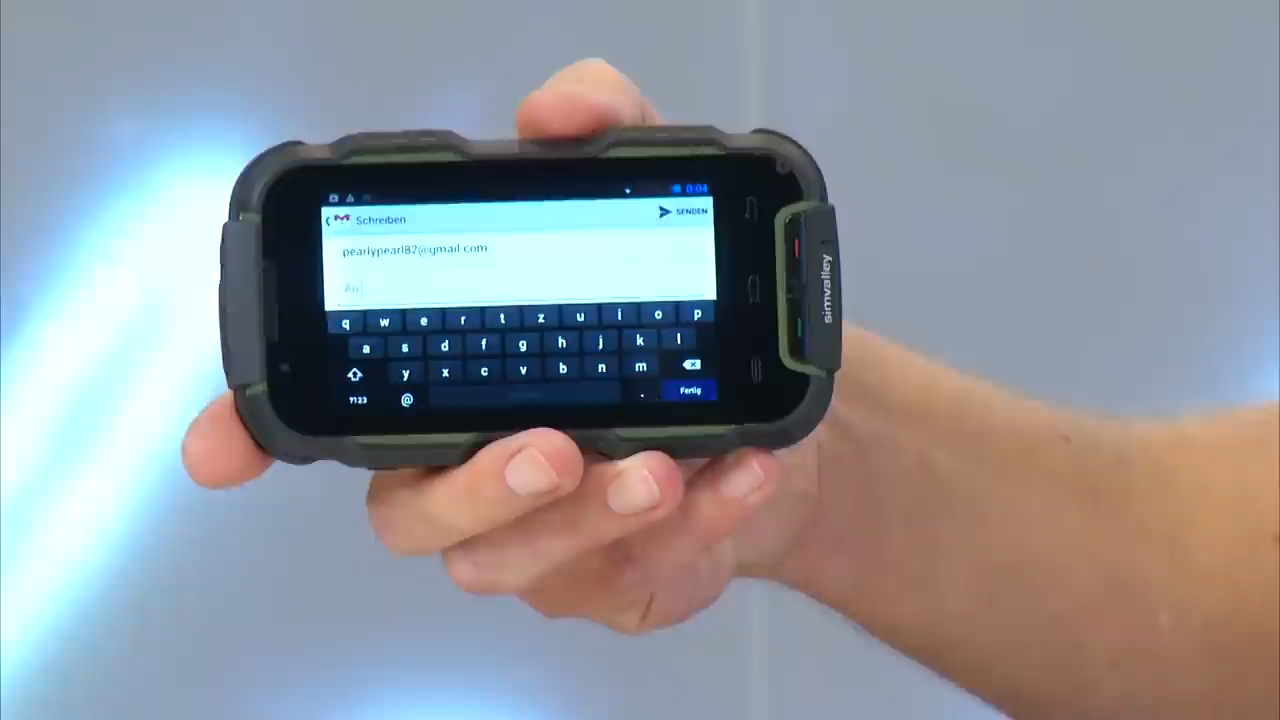 0:04
Schreiben
SENDEN
pearlypearl82@gmail.com
An
q w e r t z u i o p
a s d f g h j k l
y x c v b n m
?123 @ . Fertig
simvalley